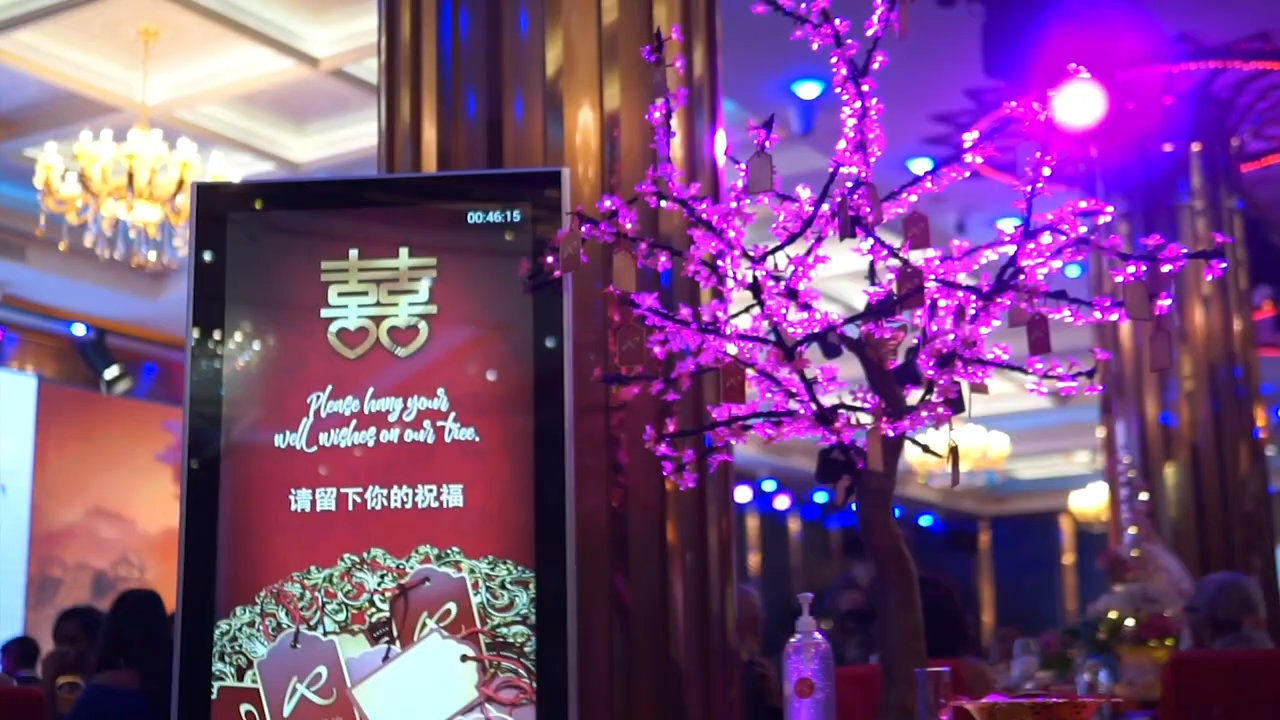 00:46:15
囍
Please hang your
well wishes on our tree.
请留下你的祝福
R
R